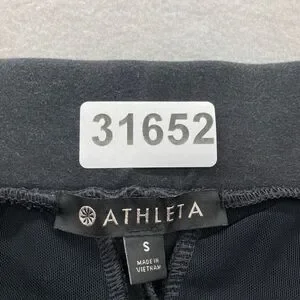 31652
ATHLETA
S
MADE IN
VIETNAM